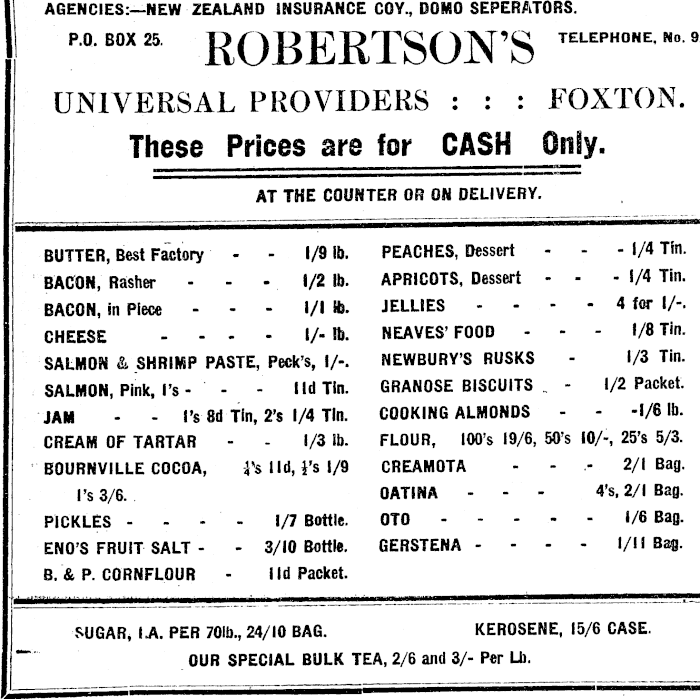 AGENCIES:—NEW ZEALAND INSURANCE COY., DOMO SEPERATORS.
P.O. BOX 25. ROBERTSON'S TELEPHONE, No. 9
UNIVERSAL PROVIDERS : : : FOXTON.
These Prices are for CASH Only.
AT THE COUNTER OR ON DELIVERY.
BUTTER, Best Factory - - 1/9 lb.
BACON, Rasher - - - 1/2 lb.
BACON, in Piece - - - 1/1 lb.
CHEESE - - - - 1/- lb.
SALMON & SHRIMP PASTE, Peck's, 1/-.
SALMON, Pink, 1's - - - 11d Tin.
JAM - - 1's 8d Tin, 2's 1/4 Tin.
CREAM OF TARTAR - - 1/3 lb.
BOURNVILLE COCOA, ¼'s 11d, ½'s 1/9
1's 3/6.
PICKLES - - - - 1/7 Bottle.
ENO'S FRUIT SALT - - 3/10 Bottle.
B. & P. CORNFLOUR - 11d Packet.
PEACHES, Dessert - - - 1/4 Tin.
APRICOTS, Dessert - - - 1/4 Tin.
JELLIES - - - - 4 for 1/-.
NEAVES' FOOD - - - 1/8 Tin.
NEWBURY'S RUSKS - 1/3 Tin.
GRANOSE BISCUITS - - 1/2 Packet.
COOKING ALMONDS - - -1/6 lb.
FLOUR, 100's 19/6, 50's 10/-, 25's 5/3.
CREAMOTA - - - 2/1 Bag.
OATINA - - - 4's, 2/1 Bag.
OTO - - - - - 1/6 Bag.
GERSTENA - - - - 1/11 Bag.
SUGAR, 1.A. PER 70lb., 24/10 BAG. KEROSENE, 15/6 CASE.
OUR SPECIAL BULK TEA, 2/6 and 3/- Per Lb.